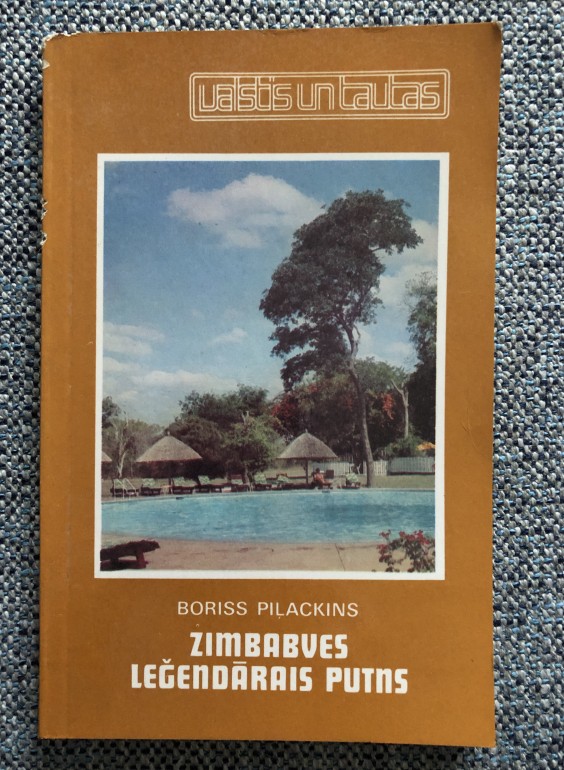 valstis un tautas
BORISS PIĻACKINS
ZIMBABVES
LEĢENDĀRAIS PUTNS